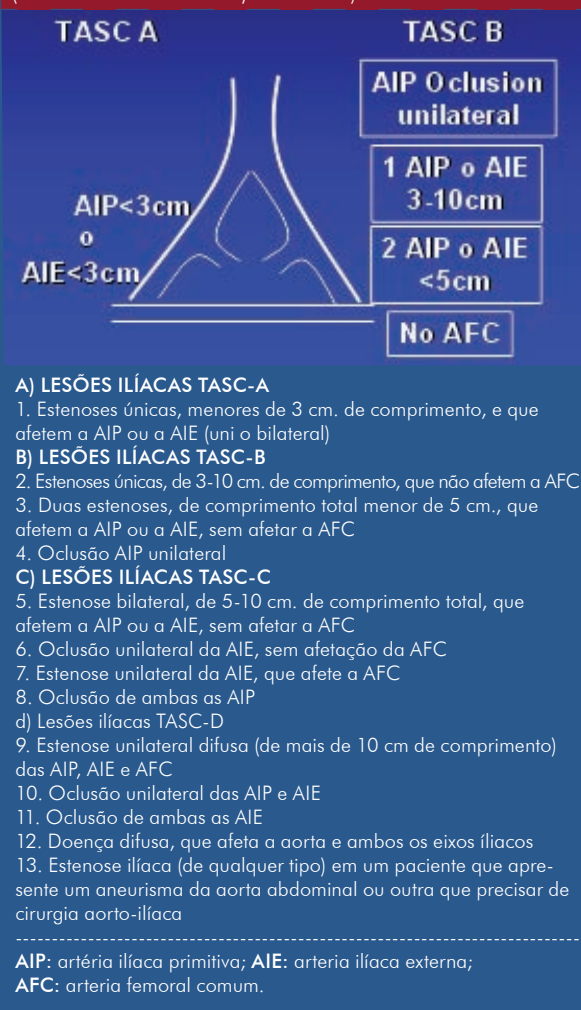 TASC A
TASC B
AIP Oclusion
unilateral
1 AIP o AIE
3-10cm
AIP<3cm
o
AIE<3cm
2 AIP o AIE
<5cm
No AFC
A) LESÕES ILÍACAS TASC-A
1. Estenoses únicas, menores de 3 cm. de comprimento, e que
afetem a AIP ou a AIE (uni o bilateral)
B) LESÕES ILÍACAS TASC-B
2. Estenoses únicas, de 3-10 cm. de comprimento, que não afetem a AFC
3. Duas estenoses, de comprimento total menor de 5 cm., que
afetem a AIP ou a AIE, sem afetar a AFC
4. Oclusão AIP unilateral
C) LESÕES ILÍACAS TASC-C
5. Estenose bilateral, de 5-10 cm. de comprimento total, que
afetem a AIP ou a AIE, sem afetar a AFC
6. Oclusão unilateral da AIE, sem afetação da AFC
7. Estenose unilateral da AIE, que afete a AFC
8. Oclusão de ambas as AIP
d) Lesões ilíacas TASC-D
9. Estenose unilateral difusa (de mais de 10 cm de comprimento)
das AIP, AIE e AFC
10. Oclusão unilateral das AIP e AIE
11. Oclusão de ambas as AIE
12. Doença difusa, que afeta a aorta e ambos os eixos íliacos
13. Estenose ilíaca (de qualquer tipo) em um paciente que apre-
sente um aneurisma da aorta abdominal ou outra que precisar de
cirurgia aorto-ilíaca
--------------------------------------------------------------------------------
AIP: artéria ilíaca primitiva; AIE: arteria ilíaca externa;
AFC: arteria femoral comum.